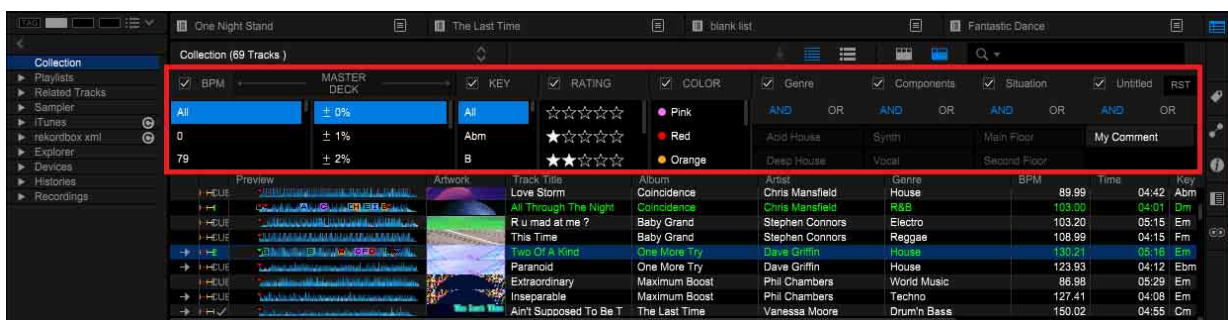 TAG
One Night Stand
The Last Time
blank list
Fantastic Dance
Collection (69 Tracks )
Collection
Playlists
Related Tracks
Sampler
iTunes
rekordbox xml
Explorer
Devices
Histories
Recordings
BPM MASTER DECK KEY RATING COLOR Genre Components Situation Untitled RST
All ± 0% All ☆☆☆☆☆ Pink AND OR AND OR AND OR AND OR
0 ± 1% Abm ★☆☆☆☆ Red Acid House Synth Main Floor My Comment
79 ± 2% B ★★☆☆☆ Orange Deep House Vocal Second Floor
Preview Artwork Track Title Album Artist Genre BPM Time Key
CUE Love Storm Coincidence Chris Mansfield House 89.99 04:42 Abm
All Through The Night Coincidence Chris Mansfield R&B 103.00 04:01 Dm
CUE R u mad at me ? Baby Grand Stephen Connors Electro 103.20 05:15 Em
CUE This Time Baby Grand Stephen Connors Reggae 108.99 04:15 Fm
Two Of A Kind One More Try Dave Griffin House 130.21 05:16 Em
CUE Paranoid One More Try Dave Griffin House 123.93 04:12 Ebm
CUE Extraordinary Maximum Boost Phil Chambers World Music 86.98 05:29 Em
CUE Inseparable Maximum Boost Phil Chambers Techno 127.41 04:08 Em
The Last Time Ain't Supposed To Be T The Last Time Vanessa Moore Drum'n Bass 150.02 04:55 Cm